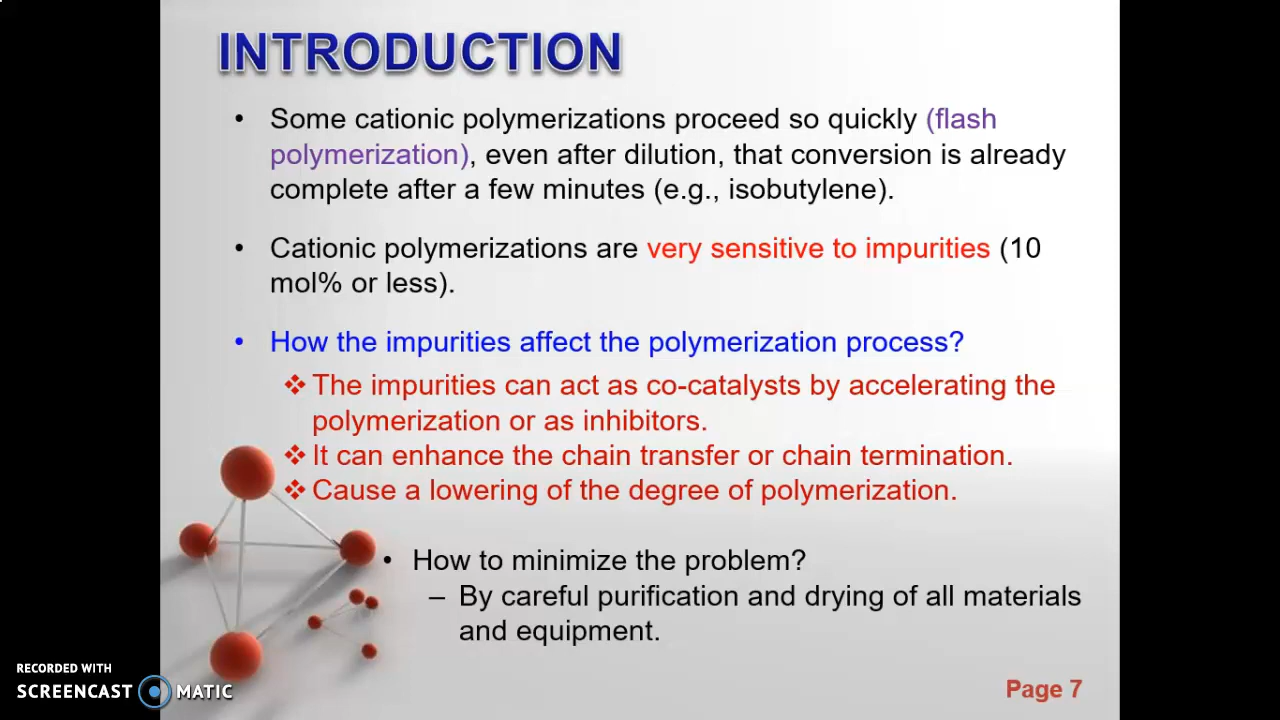 INTRODUCTION
• Some cationic polymerizations proceed so quickly (flash
polymerization), even after dilution, that conversion is already
complete after a few minutes (e.g., isobutylene).
• Cationic polymerizations are very sensitive to impurities (10
mol% or less).
• How the impurities affect the polymerization process?
❖ The impurities can act as co-catalysts by accelerating the
polymerization or as inhibitors.
❖ It can enhance the chain transfer or chain termination.
❖ Cause a lowering of the degree of polymerization.
• How to minimize the problem?
– By careful purification and drying of all materials
and equipment.
RECORDED WITH
SCREENCAST MATIC
Page 7